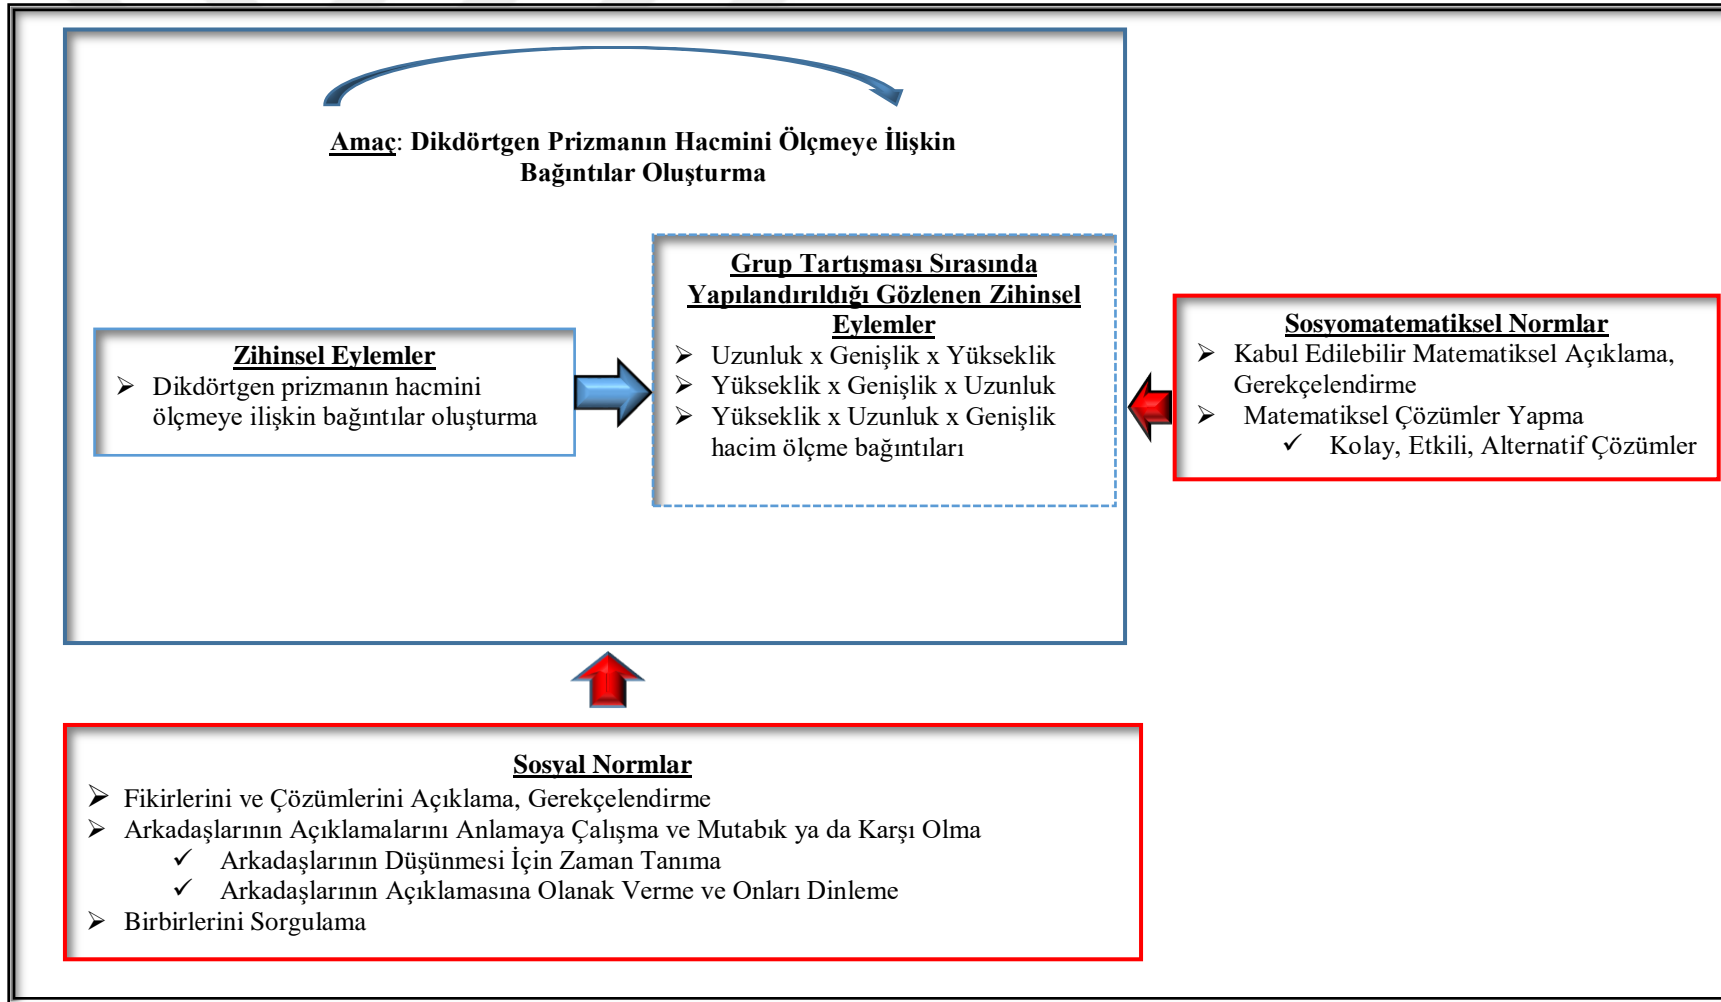 Amaç: Dikdörtgen Prizmanın Hacmini Ölçmeye İlişkin
Bağıntılar Oluşturma
Zihinsel Eylemler
➢ Dikdörtgen prizmanın hacmini
ölçmeye ilişkin bağıntılar oluşturma
Grup Tartışması Sırasında
Yapılandırıldığı Gözlenen Zihinsel
Eylemler
➢ Uzunluk x Genişlik x Yükseklik
➢ Yükseklik x Genişlik x Uzunluk
➢ Yükseklik x Uzunluk x Genişlik
hacim ölçme bağıntıları
Sosyomatematiksel Normlar
➢ Kabul Edilebilir Matematiksel Açıklama,
Gerekçelendirme
➢ Matematiksel Çözümler Yapma
✓ Kolay, Etkili, Alternatif Çözümler
Sosyal Normlar
➢ Fikirlerini ve Çözümlerini Açıklama, Gerekçelendirme
➢ Arkadaşlarının Açıklamalarını Anlamaya Çalışma ve Mutabık ya da Karşı Olma
✓ Arkadaşlarının Düşünmesi İçin Zaman Tanıma
✓ Arkadaşlarının Açıklamasına Olanak Verme ve Onları Dinleme
➢ Birbirlerini Sorgulama